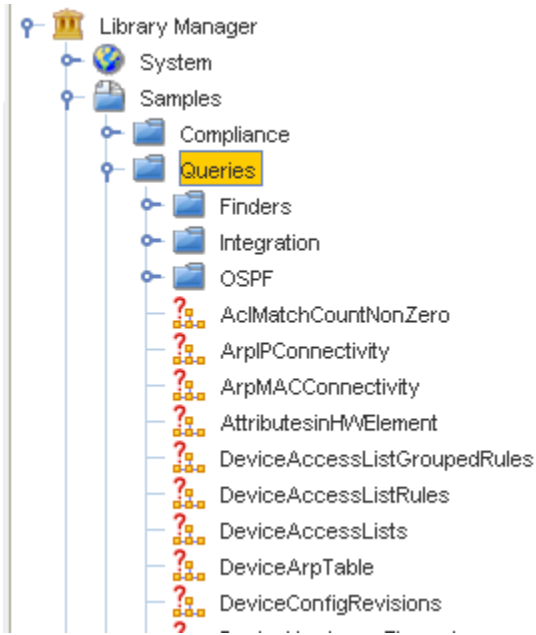 Library Manager
System
Samples
Compliance
Queries
Finders
Integration
OSPF
AclMatchCountNonZero
ArpIPConnectivity
ArpMACConnectivity
AttributesinHWElement
DeviceAccessListGroupedRules
DeviceAccessListRules
DeviceAccessLists
DeviceArpTable
DeviceConfigRevisions